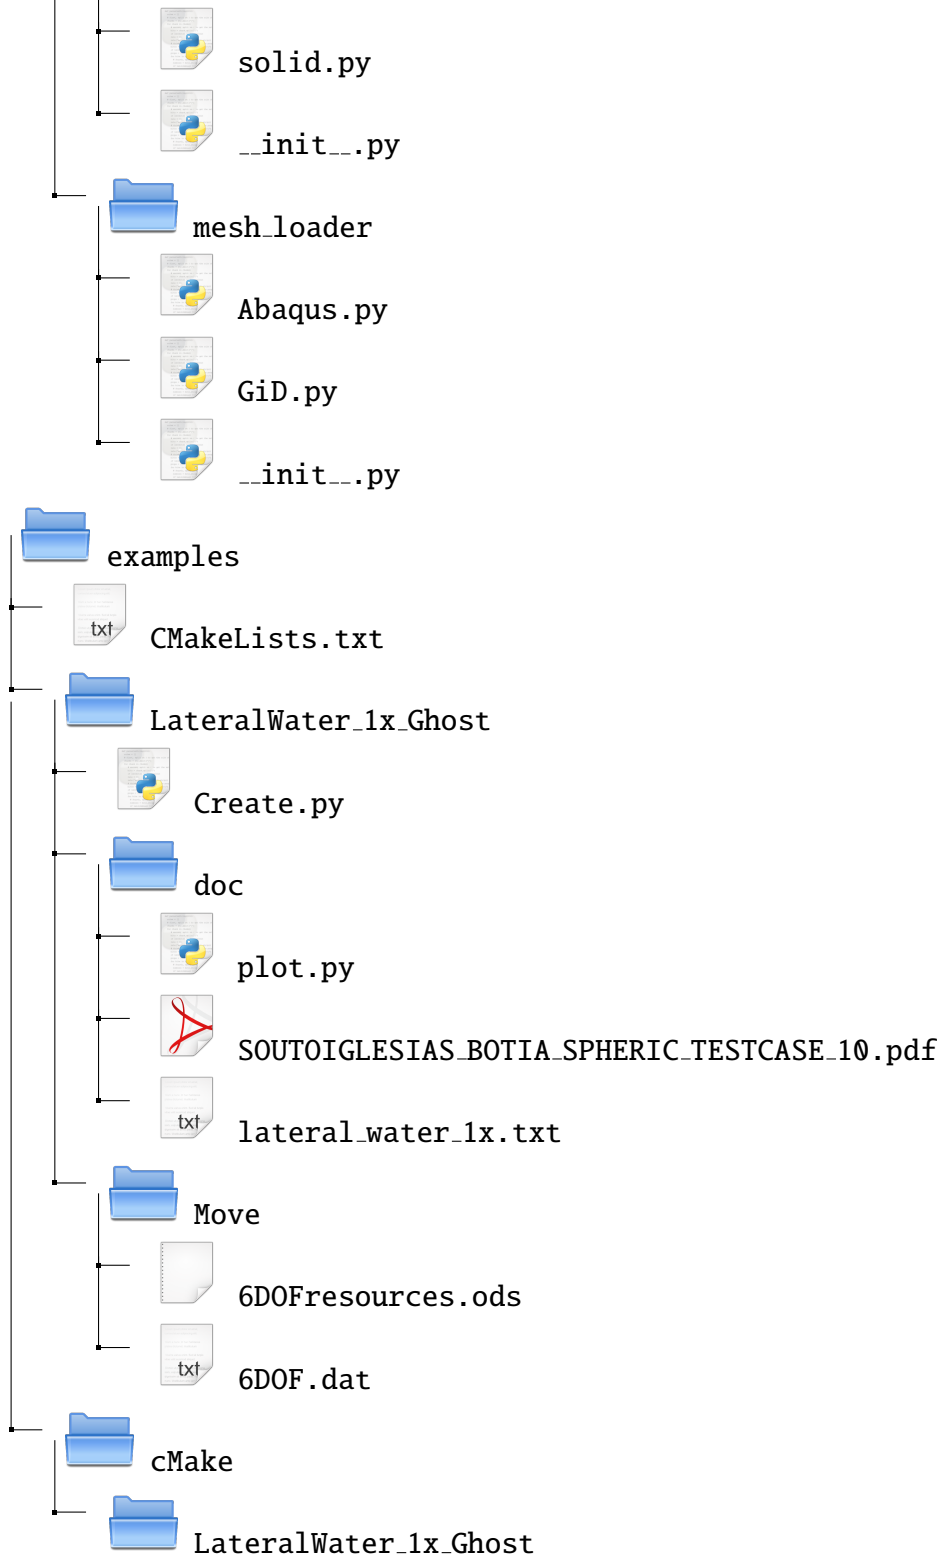 solid.py
__init__.py
mesh_loader
Abaqus.py
GiD.py
__init__.py
examples
txt
CMakeLists.txt
LateralWater_1x_Ghost
Create.py
doc
plot.py
SOUTOIGLESIAS_BOTIA_SPHERIC_TESTCASE_10.pdf
txt
lateral_water_1x.txt
Move
6DOFresources.ods
txt
6DOF.dat
cMake
LateralWater_1x_Ghost